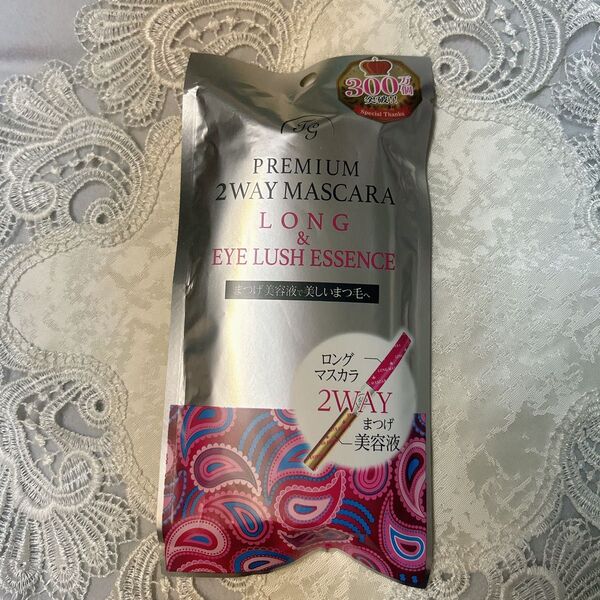 300万個
突破!!
Special Thanks
FG
PREMIUM
2WAY MASCARA
LONG
&
EYE LUSH ESSENCE
まつげ美容液で美しいまつ毛へ
ロング
マスカラ
2WAY
まつげ
美容液